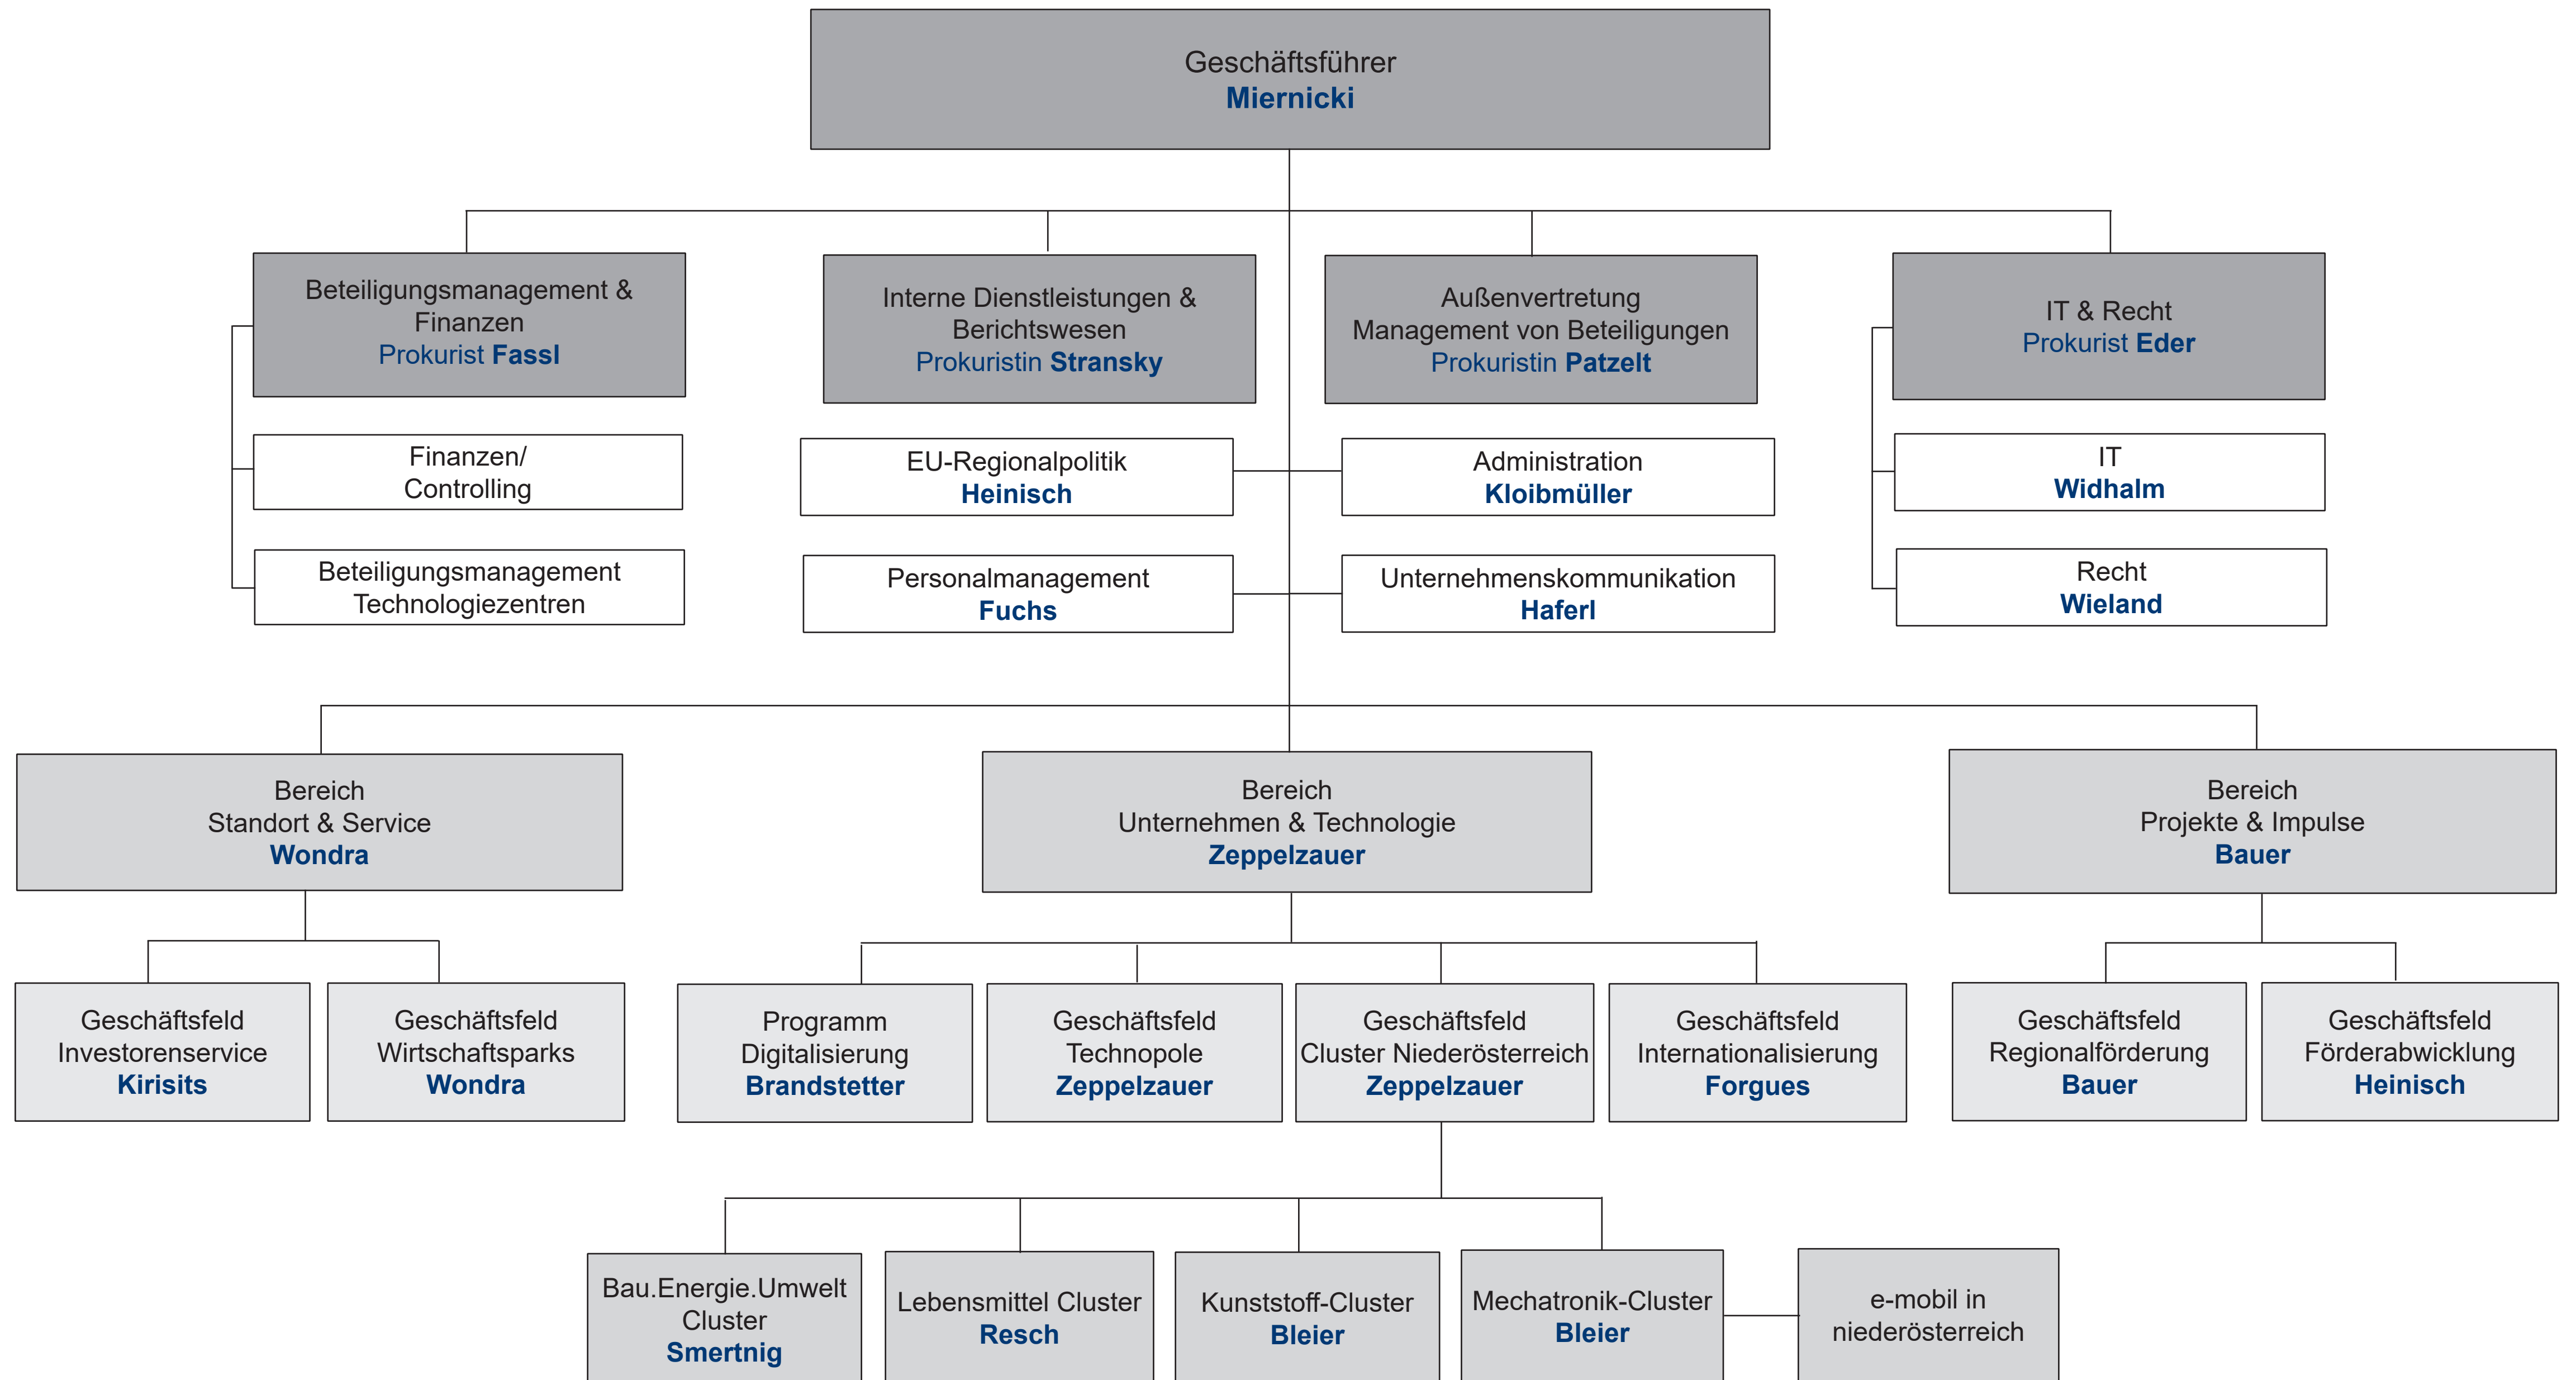 Geschäftsführer
Miernicki
Beteiligungsmanagement &
Finanzen
Prokurist Fassl
Interne Dienstleistungen &
Berichtswesen
Prokuristin Stransky
Außenvertretung
Management von Beteiligungen
Prokuristin Patzelt
IT & Recht
Prokurist Eder
Finanzen/
Controlling
EU-Regionalpolitik
Heinisch
Administration
Kloibmüller
IT
Widhalm
Beteiligungsmanagement
Technologiezentren
Personalmanagement
Fuchs
Unternehmenskommunikation
Haferl
Recht
Wieland
Bereich
Standort & Service
Wondra
Bereich
Unternehmen & Technologie
Zeppelzauer
Bereich
Projekte & Impulse
Bauer
Geschäftsfeld
Investorenservice
Kirisits
Geschäftsfeld
Wirtschaftsparks
Wondra
Programm
Digitalisierung
Brandstetter
Geschäftsfeld
Technopole
Zeppelzauer
Geschäftsfeld
Cluster Niederösterreich
Zeppelzauer
Geschäftsfeld
Internationalisierung
Forgues
Geschäftsfeld
Regionalförderung
Bauer
Geschäftsfeld
Förderabwicklung
Heinisch
Bau.Energie.Umwelt
Cluster
Smertnig
Lebensmittel Cluster
Resch
Kunststoff-Cluster
Bleier
Mechatronik-Cluster
Bleier
e-mobil in
niederösterreich